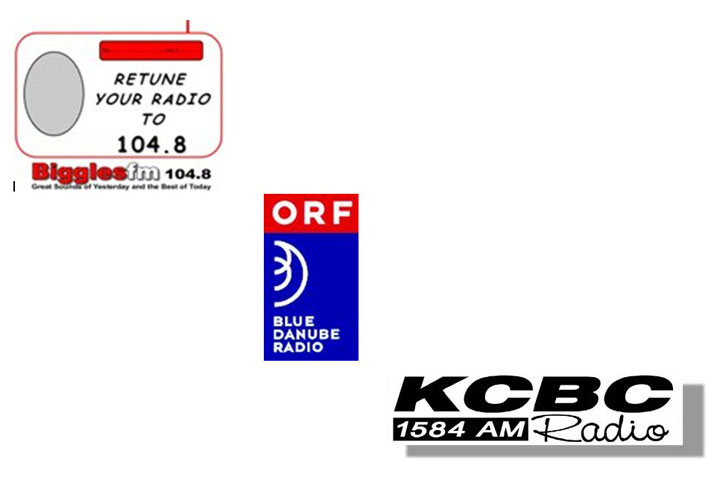 RETUNE
YOUR RADIO
TO
104.8
Bigglesfm 104.8
Great Sounds of Yesterday and the Best of Today
ORF
BLUE
DANUBE
RADIO
KCBC
1584 AM Radio